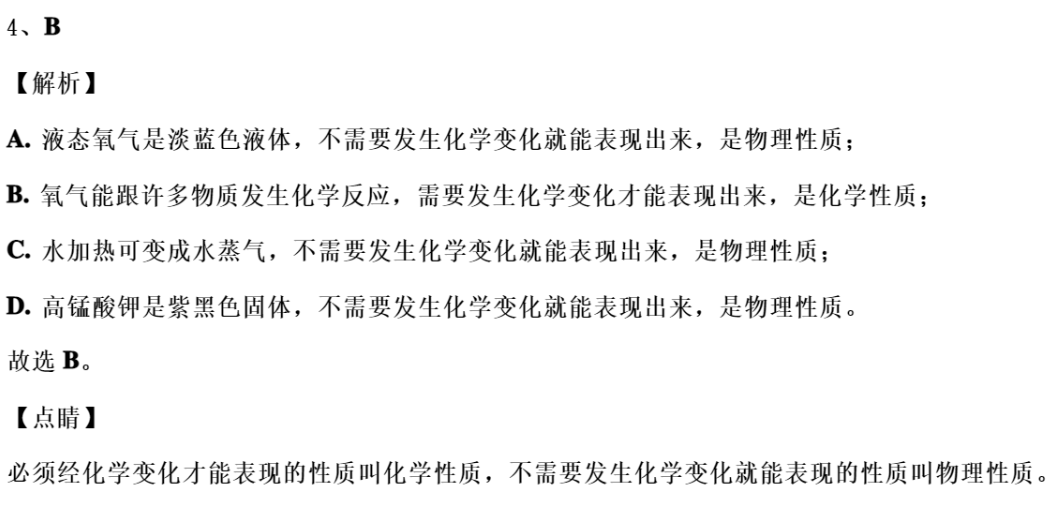 4、B
【解析】
A. 液态氧气是淡蓝色液体，不需要发生化学变化就能表现出来，是物理性质；
B. 氧气能跟许多物质发生化学反应，需要发生化学变化才能表现出来，是化学性质；
C. 水加热可变成水蒸气，不需要发生化学变化就能表现出来，是物理性质；
D. 高锰酸钾是紫黑色固体，不需要发生化学变化就能表现出来，是物理性质。
故选 B。
【点睛】
必须经化学变化才能表现的性质叫化学性质，不需要发生化学变化就能表现的性质叫物理性质。